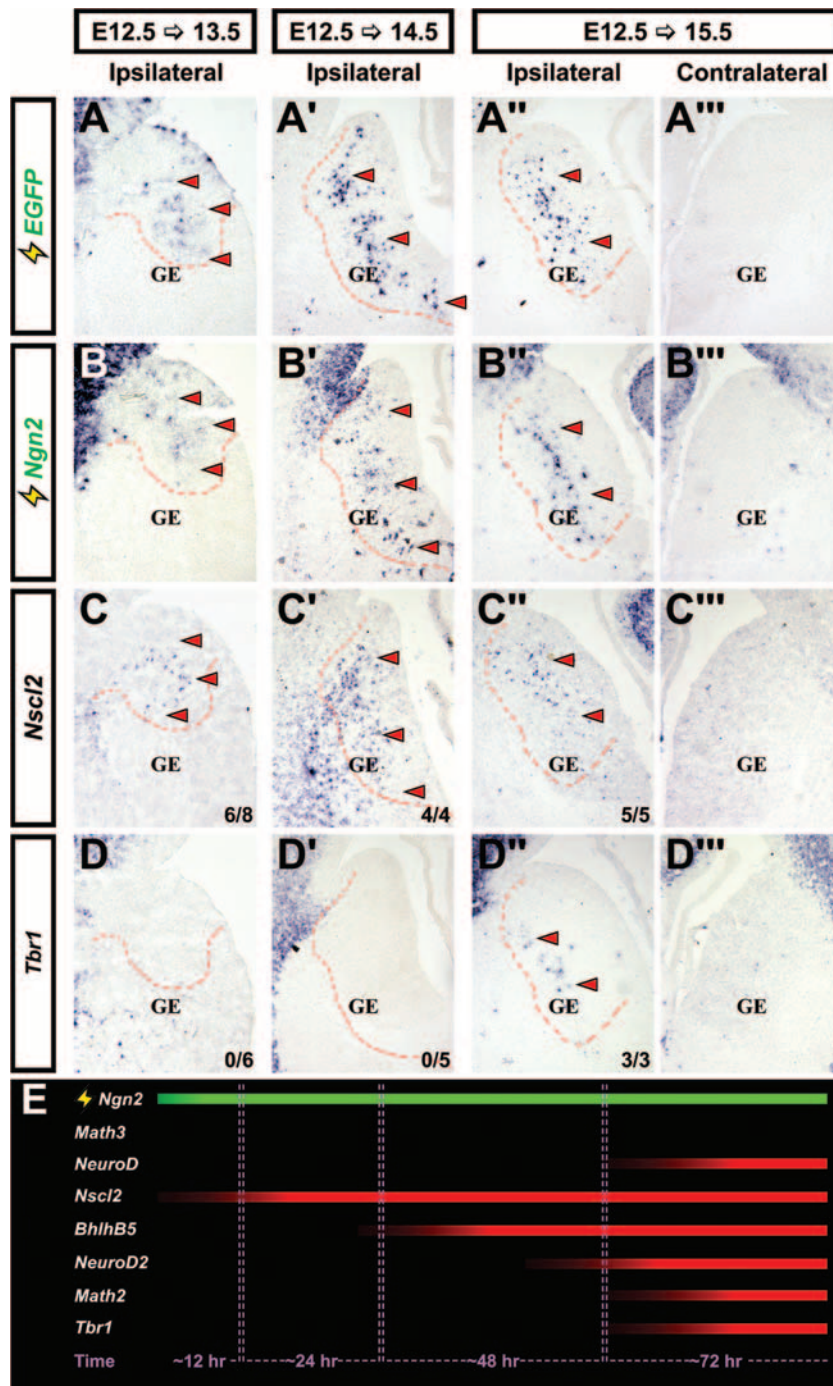 E12.5 ⇨ 13.5 E12.5 ⇨ 14.5 E12.5 ⇨ 15.5
Ipsilateral Ipsilateral Ipsilateral Contralateral
EGFP
A A' A'' A'''
GE GE GE GE
Ngn2
B B' B'' B'''
GE GE GE GE
Nscl2
C C' C'' C'''
GE GE GE GE
6/8 4/4 5/5
Tbr1
D D' D'' D'''
GE GE GE GE
0/6 0/5 3/3
E
Ngn2
Math3
NeuroD
Nscl2
BhlhB5
NeuroD2
Math2
Tbr1
Time ~12 hr ~24 hr ~48 hr ~72 hr